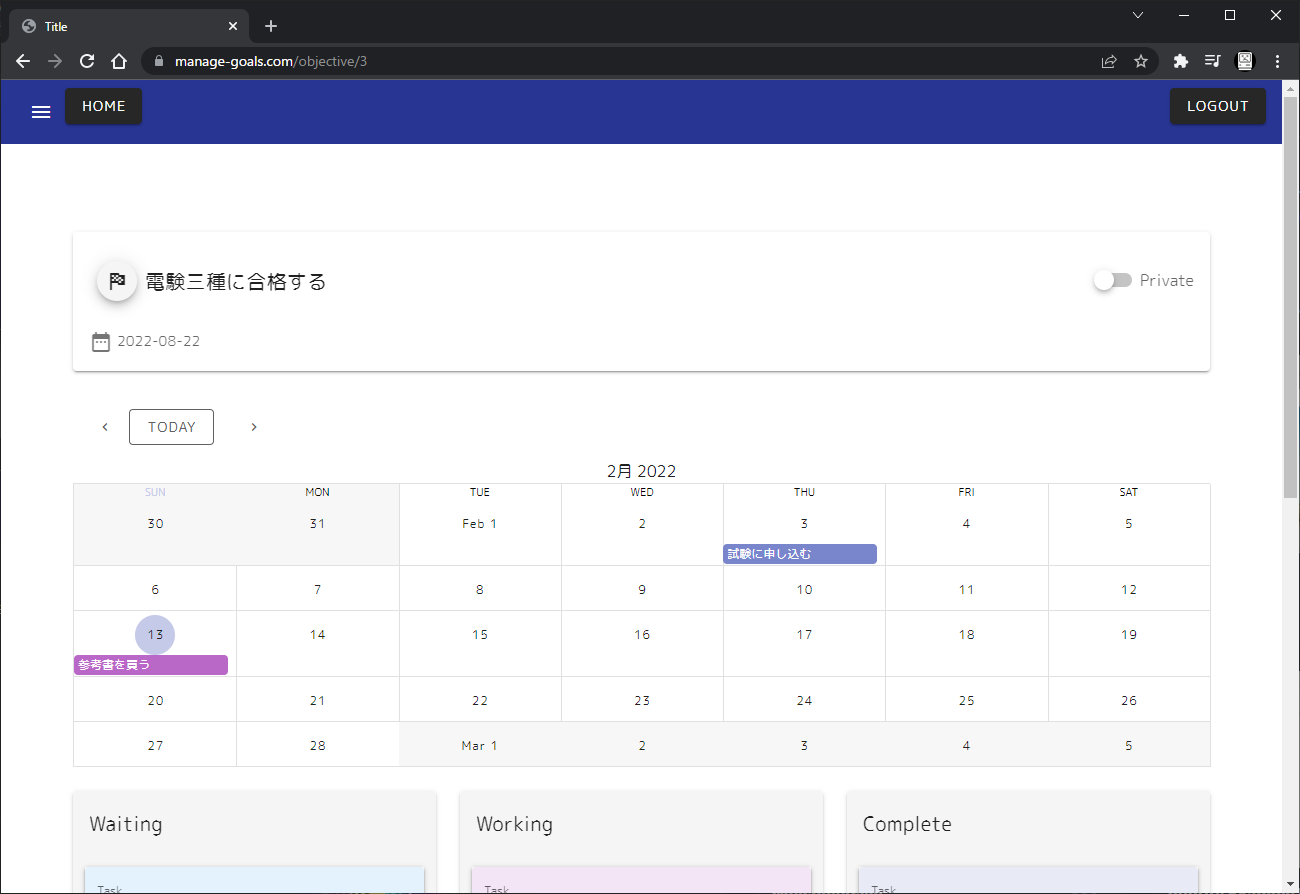 Title
manage-goals.com/objective/3
HOME
LOGOUT
電験三種に合格する
Private
2022-08-22
TODAY
2月 2022
SUN MON TUE WED THU FRI SAT
30 31 Feb 1 2 3 4 5
試験に申し込む
6 7 8 9 10 11 12
13 14 15 16 17 18 19
参考書を買う
20 21 22 23 24 25 26
27 28 Mar 1 2 3 4 5
Waiting Working Complete
Task Task Task